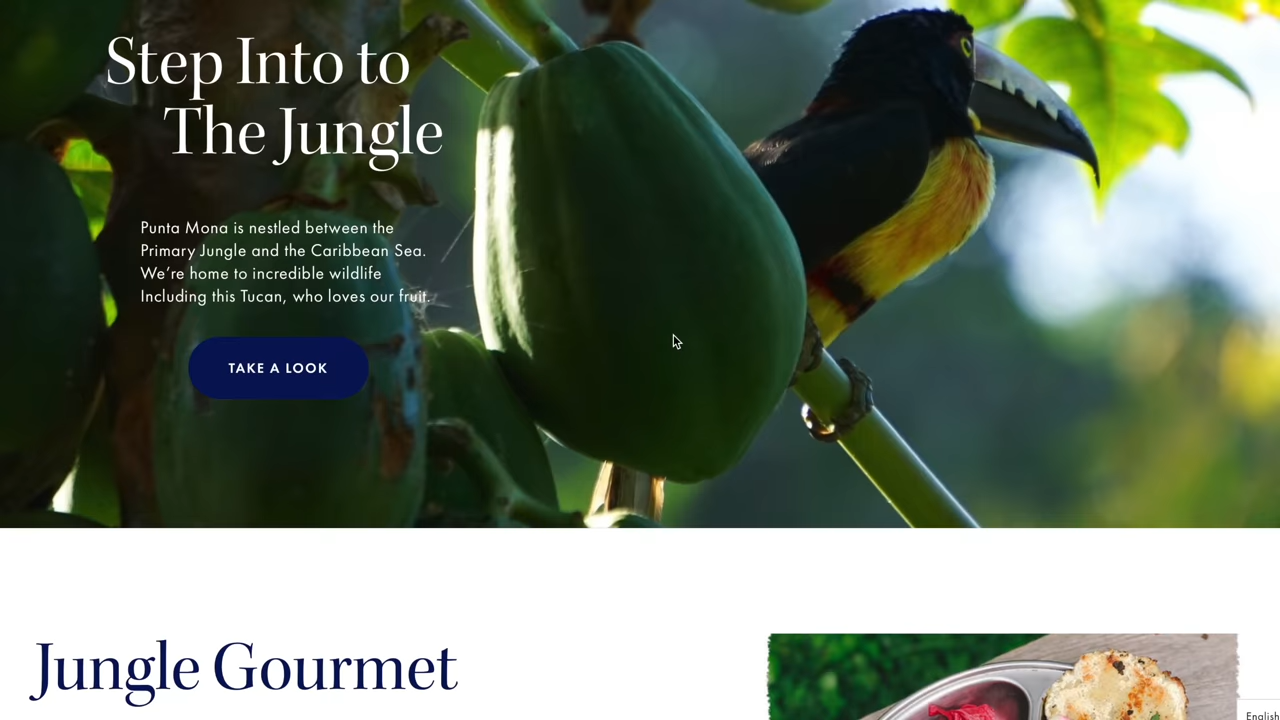 Step Into to
The Jungle
Punta Mona is nestled between the
Primary Jungle and the Caribbean Sea.
We're home to incredible wildlife
Including this Tucan, who loves our fruit.
TAKE A LOOK
Jungle Gourmet
English